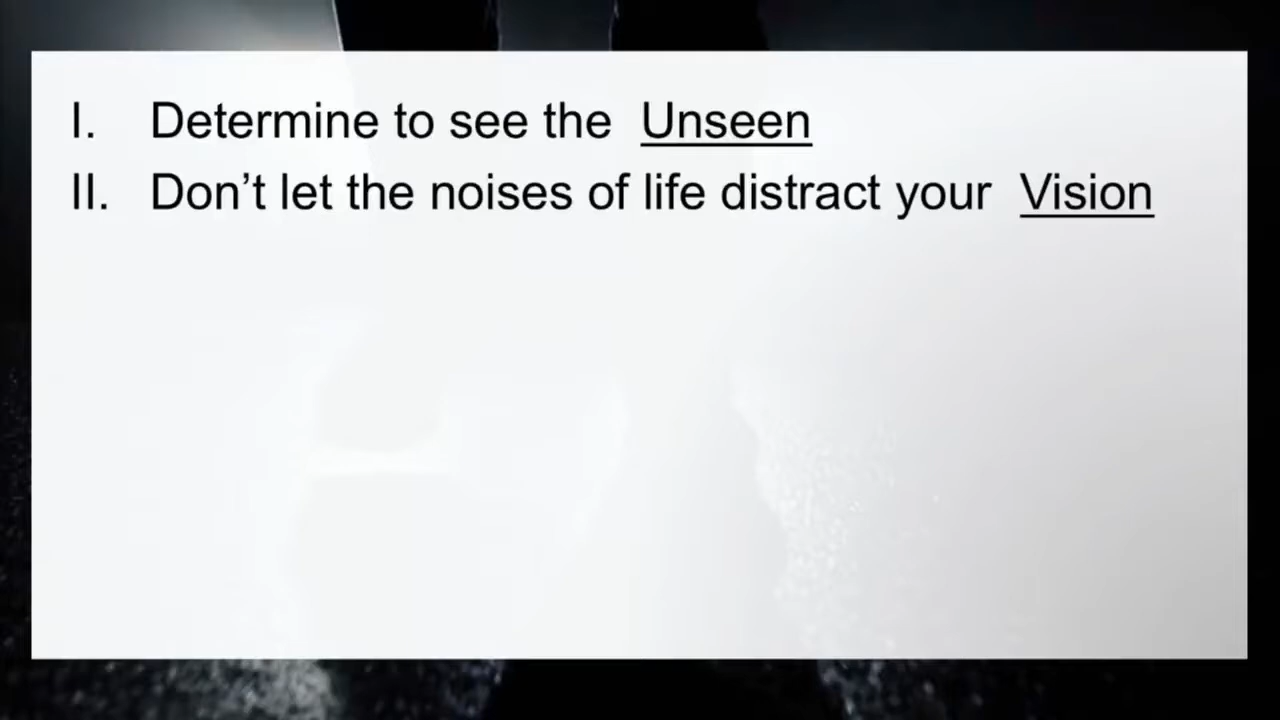 I. Determine to see the Unseen
II. Don’t let the noises of life distract your Vision